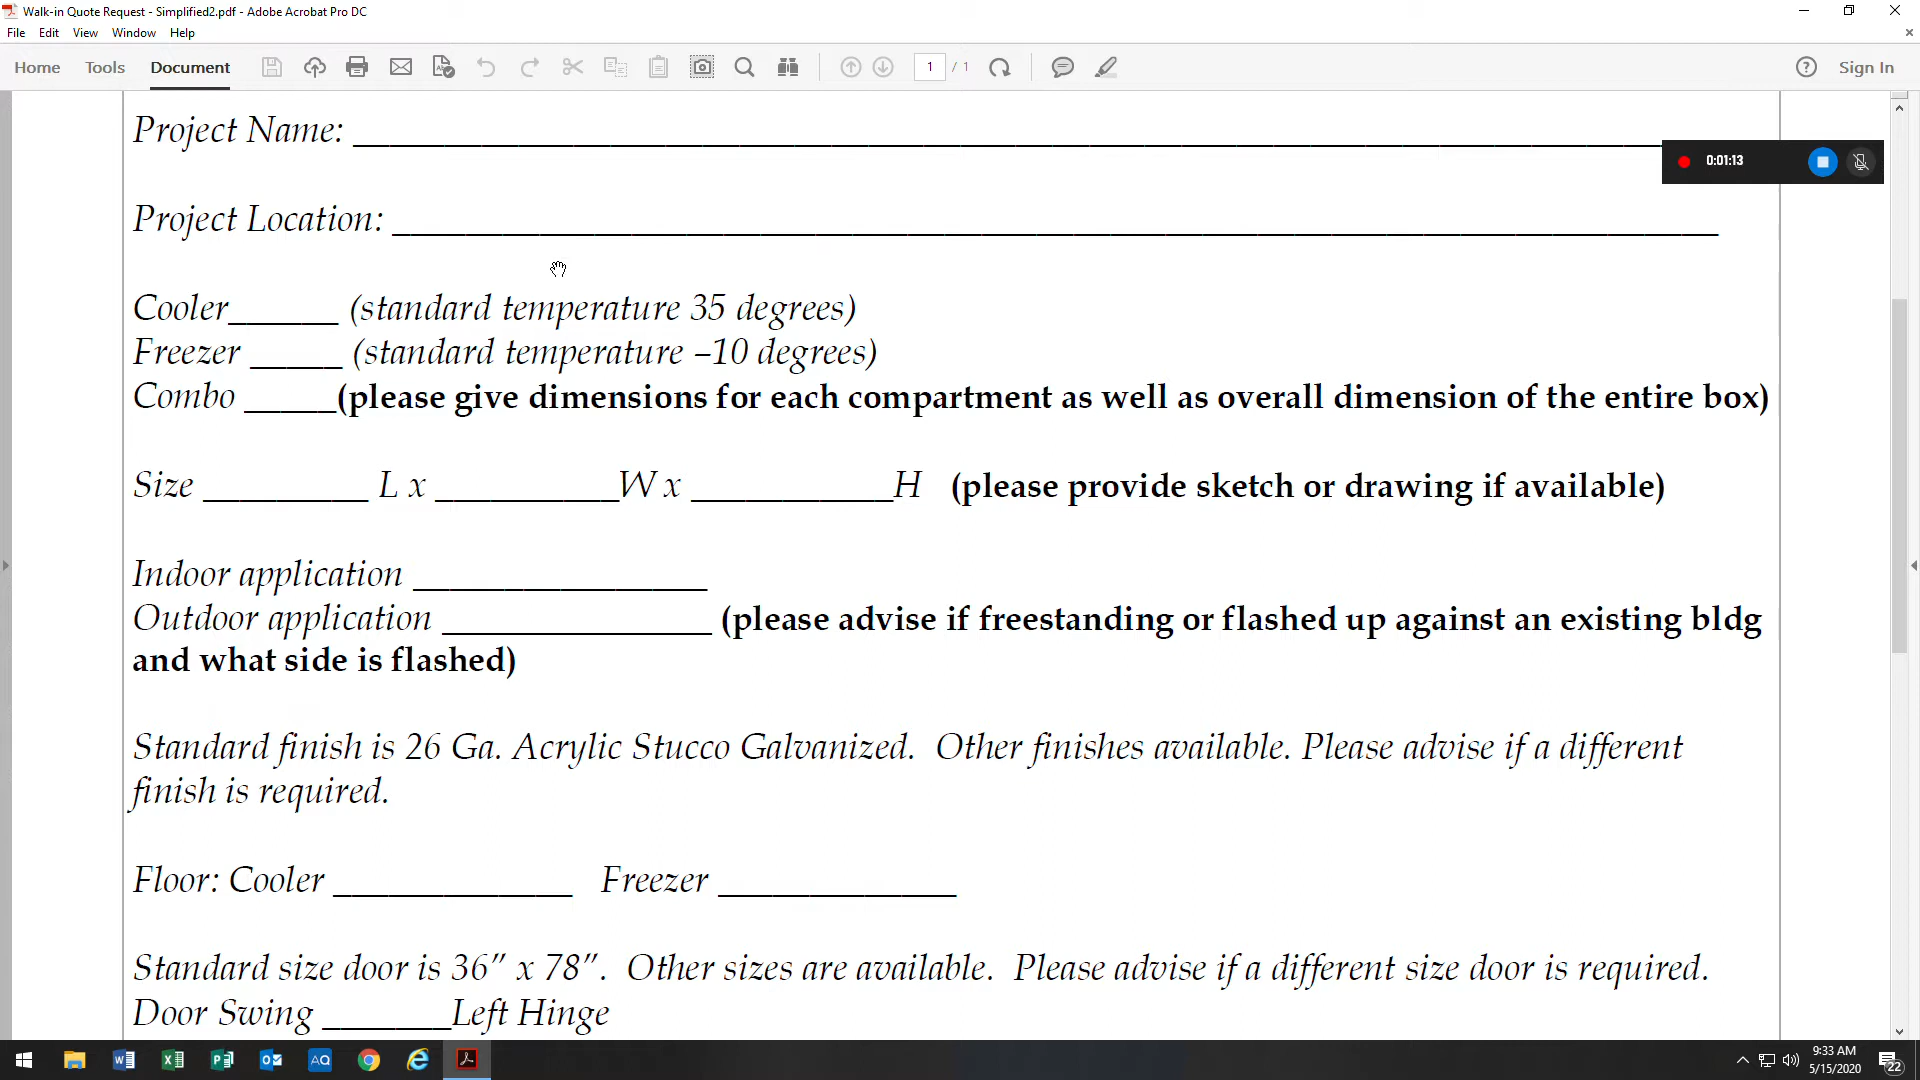 Walk-in Quote Request - Simplified2.pdf - Adobe Acrobat Pro DC
File Edit View Window Help
Home Tools Document 1 / 1 Sign In
Project Name: ____________________
0:01:13
Project Location: ____________________
Cooler______ (standard temperature 35 degrees)
Freezer _____ (standard temperature –10 degrees)
Combo _____(please give dimensions for each compartment as well as overall dimension of the entire box)
Size _________ L x __________W x ___________H (please provide sketch or drawing if available)
Indoor application ________________
Outdoor application _______________ (please advise if freestanding or flashed up against an existing bldg
and what side is flashed)
Standard finish is 26 Ga. Acrylic Stucco Galvanized. Other finishes available. Please advise if a different
finish is required.
Floor: Cooler _____________ Freezer _____________
Standard size door is 36” x 78”. Other sizes are available. Please advise if a different size door is required.
Door Swing _______Left Hinge
AQ
9:33 AM
5/15/2020
22